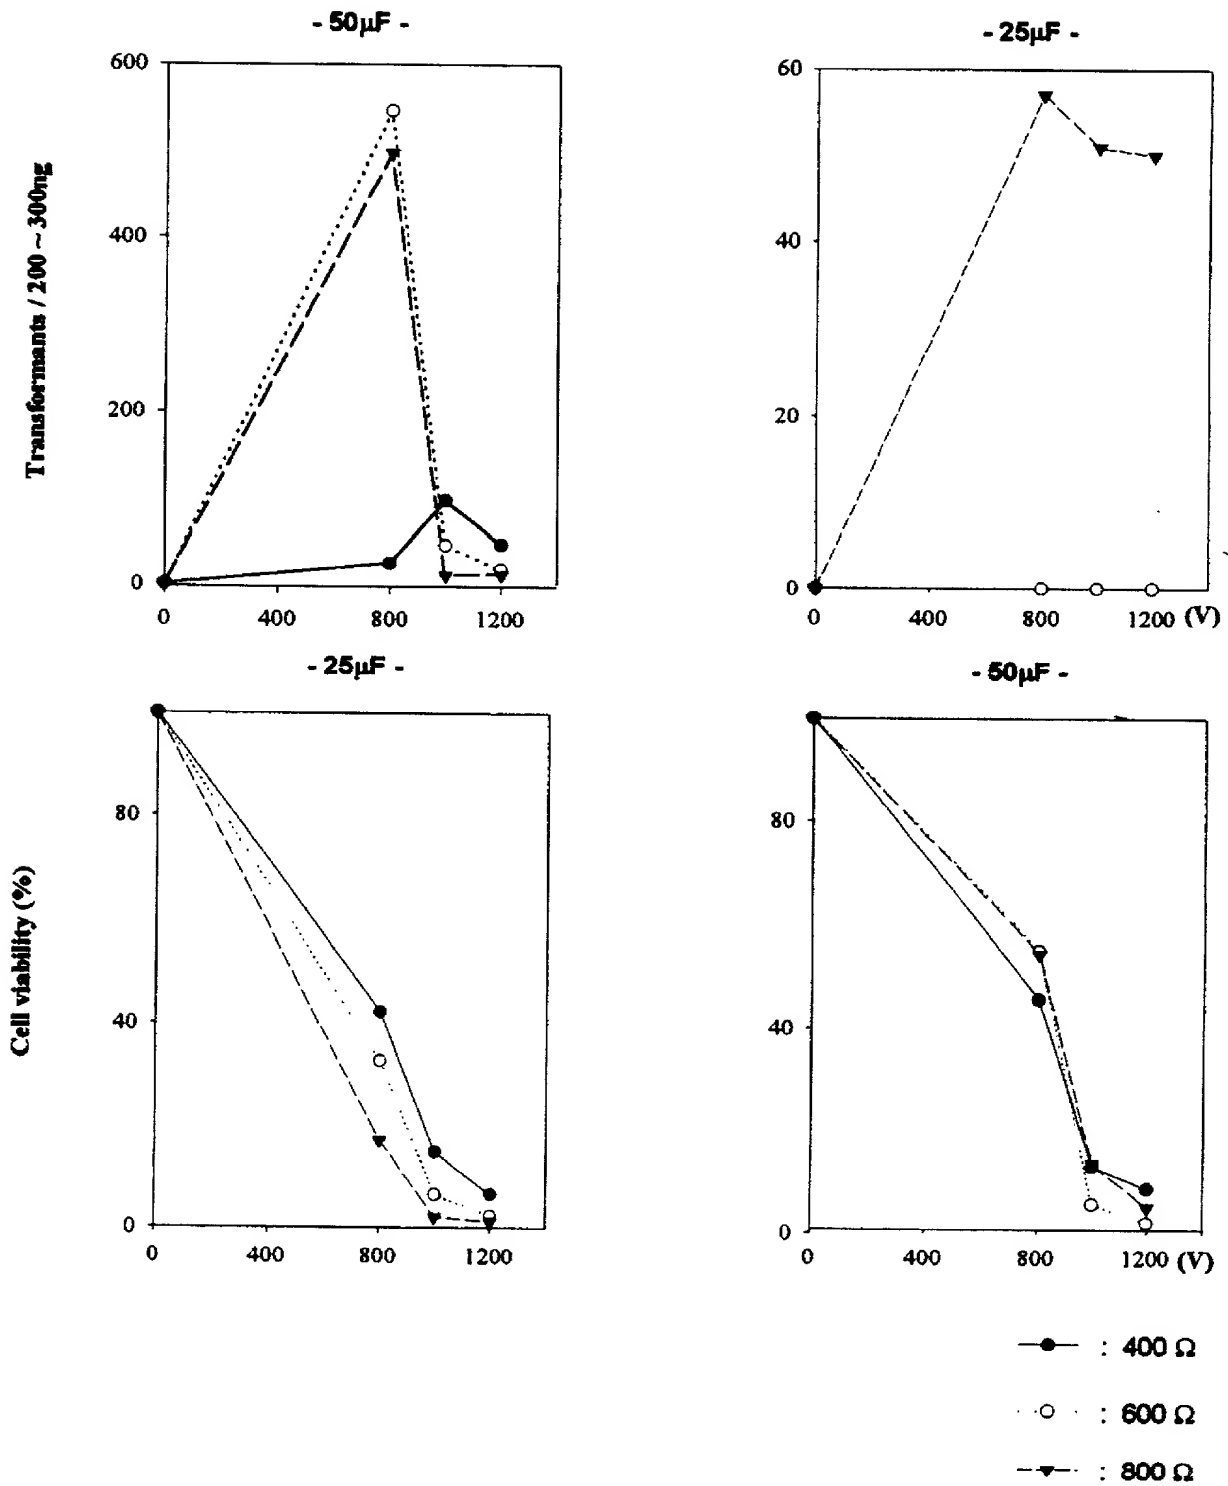 - 50µF -
- 25µF -
Transformants / 200 ~ 300ng
600
400
200
0
0 400 800 1200
60
40
20
0
0 400 800 1200 (V)
- 25µF -
- 50µF -
Cell viability (%)
80
40
0
0 400 800 1200
80
40
0
0 400 800 1200 (V)
: 400 Ω
: 600 Ω
: 800 Ω